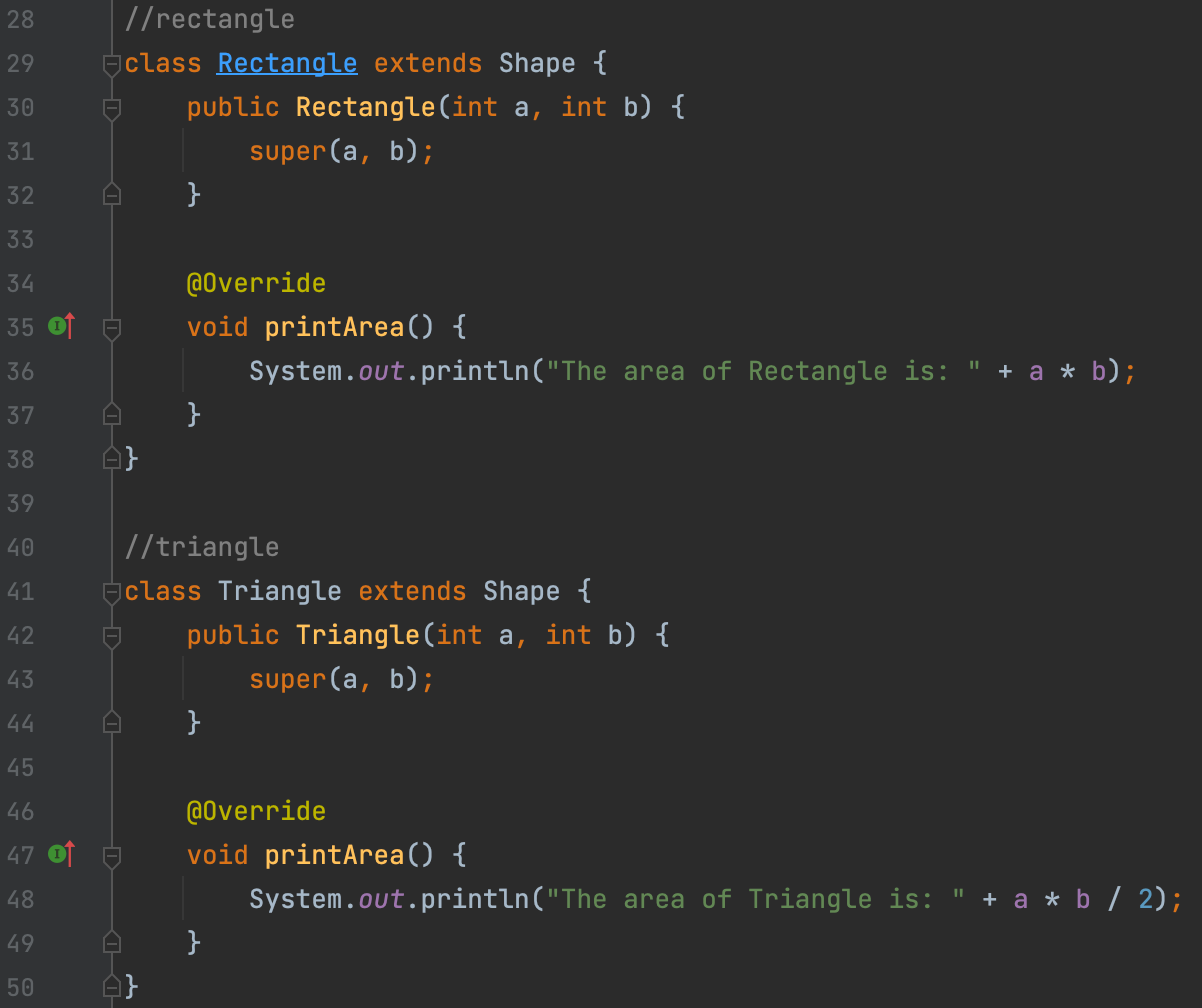 28 //rectangle
29 class Rectangle extends Shape {
30     public Rectangle(int a, int b) {
31         super(a, b);
32     }
33
34     @Override
35     void printArea() {
36         System.out.println("The area of Rectangle is: " + a * b);
37     }
38 }
39
40 //triangle
41 class Triangle extends Shape {
42     public Triangle(int a, int b) {
43         super(a, b);
44     }
45
46     @Override
47     void printArea() {
48         System.out.println("The area of Triangle is: " + a * b / 2);
49     }
50 }